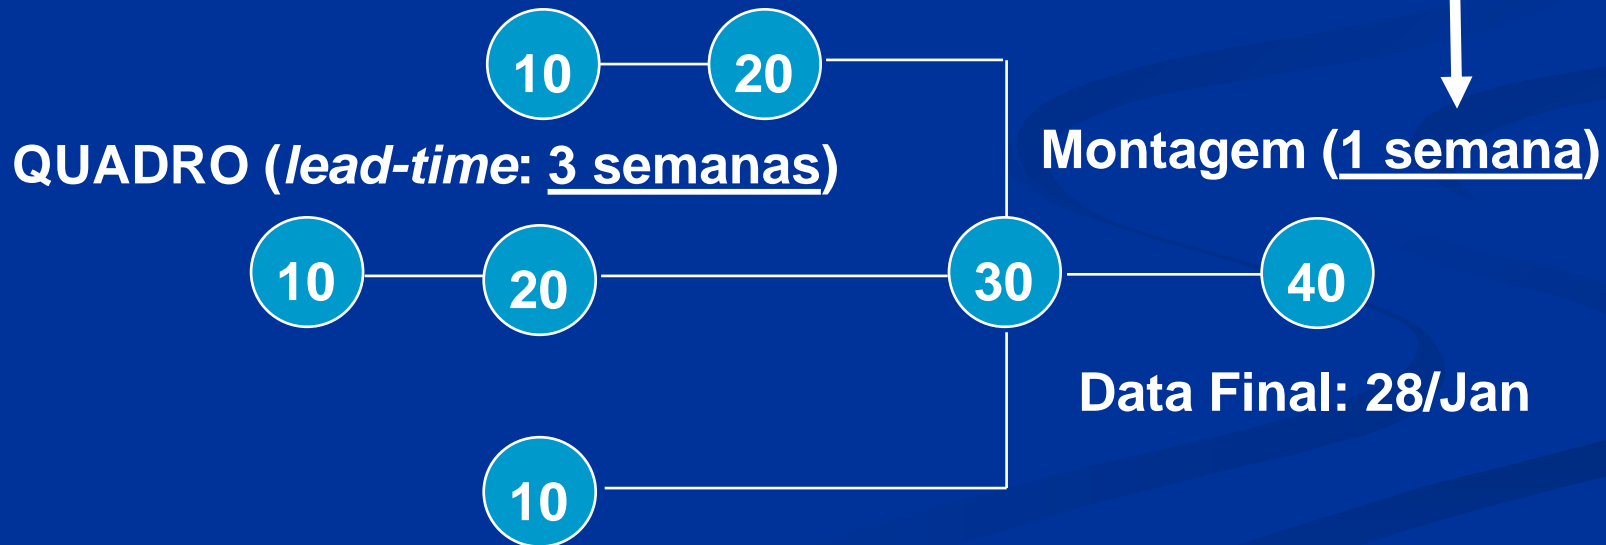 10 20
QUADRO (lead-time: 3 semanas)
Montagem (1 semana)
10 20 30 40
Data Final: 28/Jan
10